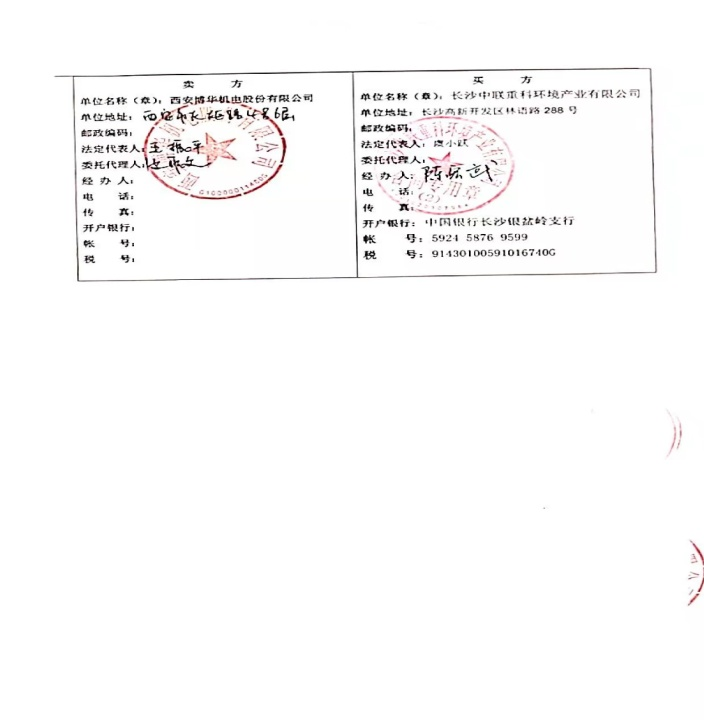 卖 方
单位名称（章）：西安博华机电股份有限公司
单位地址：西安市
邮政编码：
法定代表人：王振平
委托代理人：
经 办 人：
电 话：
传 真：
开户银行：
帐 号：
税 号：
买 方
单位名称（章）：长沙中联重科环境产业有限公司
单位地址：长沙高新开发区林语路 288 号
邮政编码：
法定代表人：虞小跃
委托代理人：
经 办 人：陈
电 话：
传 真：
开户银行：中国银行长沙银盆岭支行
帐 号：5924 5876 9599
税 号：91430100591016740G